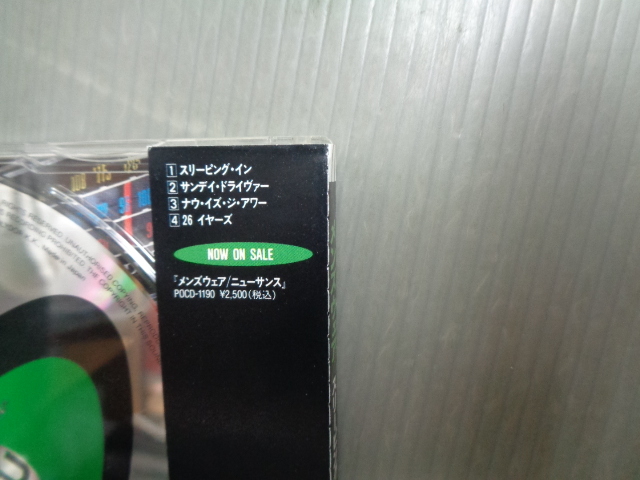 1 スリーピング・イン
2 サンデイ・ドライヴァー
3 ナウ・イズ・ジ・アワー
4 26 イヤーズ
NOW ON SALE
『メンズウェア/ニューサンス』
POCD-1190 ¥2,500(税込)